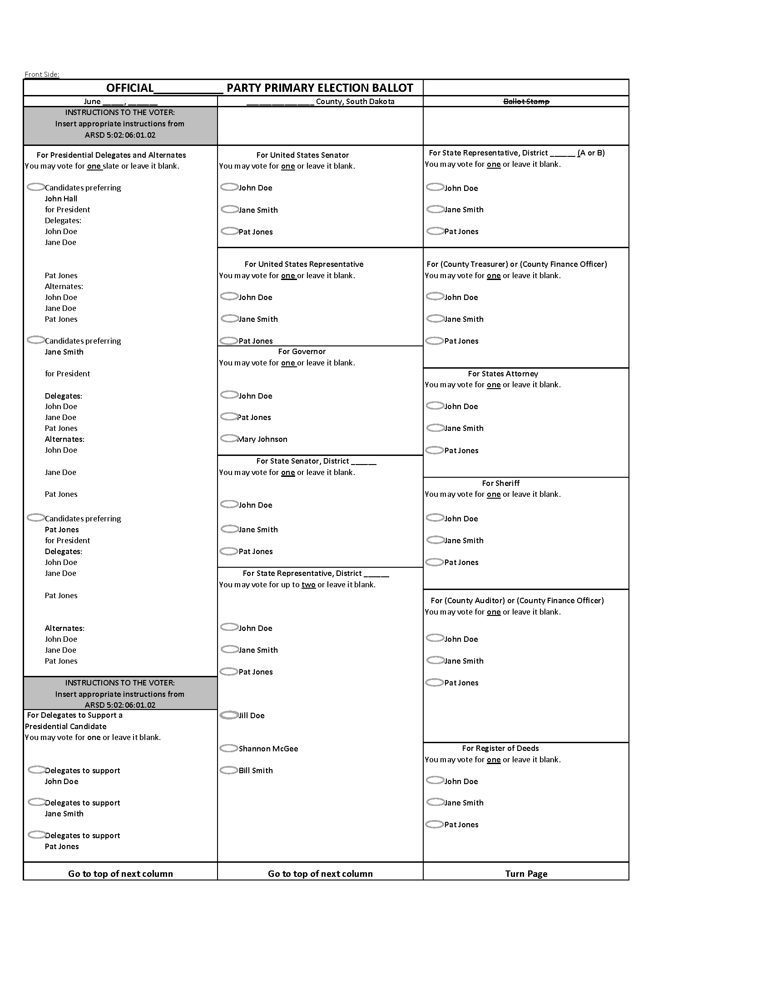 Front Side:
OFFICIAL___________ PARTY PRIMARY ELECTION BALLOT
June _____, _______
________________ County, South Dakota
Ballot Stamp
INSTRUCTIONS TO THE VOTER:
Insert appropriate instructions from
ARSD 5:02:06:01.02
For Presidential Delegates and Alternates
You may vote for one slate or leave it blank.
Candidates preferring
John Hall
for President
Delegates:
John Doe
Jane Doe
Pat Jones
Alternates:
John Doe
Jane Doe
Pat Jones
Candidates preferring
Jane Smith
for President
Delegates:
John Doe
Jane Doe
Pat Jones
Alternates:
John Doe
Jane Doe
Pat Jones
Candidates preferring
Pat Jones
for President
Delegates:
John Doe
Jane Doe
Pat Jones
Alternates:
John Doe
Jane Doe
Pat Jones
INSTRUCTIONS TO THE VOTER:
Insert appropriate instructions from
ARSD 5:02:06:01.02
For Delegates to Support a
Presidential Candidate
You may vote for one or leave it blank.
Delegates to support
John Doe
Delegates to support
Jane Smith
Delegates to support
Pat Jones
Go to top of next column
For United States Senator
You may vote for one or leave it blank.
John Doe
Jane Smith
Pat Jones
For United States Representative
You may vote for one or leave it blank.
John Doe
Jane Smith
Pat Jones
For Governor
You may vote for one or leave it blank.
John Doe
Pat Jones
Mary Johnson
For State Senator, District ______
You may vote for one or leave it blank.
John Doe
Jane Smith
Pat Jones
For State Representative, District ______
You may vote for up to two or leave it blank.
John Doe
Jane Smith
Pat Jones
Jill Doe
Shannon McGee
Bill Smith
Go to top of next column
For State Representative, District ______ (A or B)
You may vote for one or leave it blank.
John Doe
Jane Smith
Pat Jones
For (County Treasurer) or (County Finance Officer)
You may vote for one or leave it blank.
John Doe
Jane Smith
Pat Jones
For States Attorney
You may vote for one or leave it blank.
John Doe
Jane Smith
Pat Jones
For Sheriff
You may vote for one or leave it blank.
John Doe
Jane Smith
Pat Jones
For (County Auditor) or (County Finance Officer)
You may vote for one or leave it blank.
John Doe
Jane Smith
Pat Jones
For Register of Deeds
You may vote for one or leave it blank.
John Doe
Jane Smith
Pat Jones
Turn Page